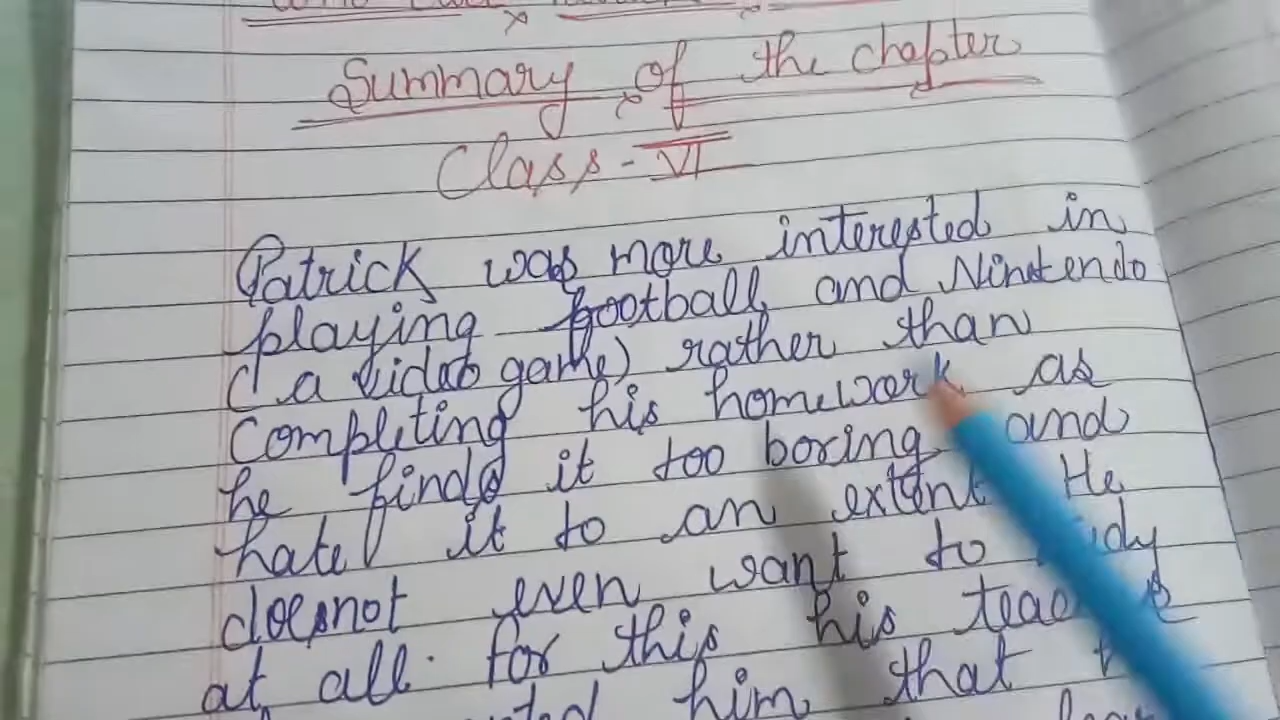 Summary of the chapter
Class - VI
Patrick was more interested in
playing football and Nintendo
( a video game) rather than
completing his homework as
he finds it too boring and
hate it to an extent. He
does not even want to
at all. for this his
him that